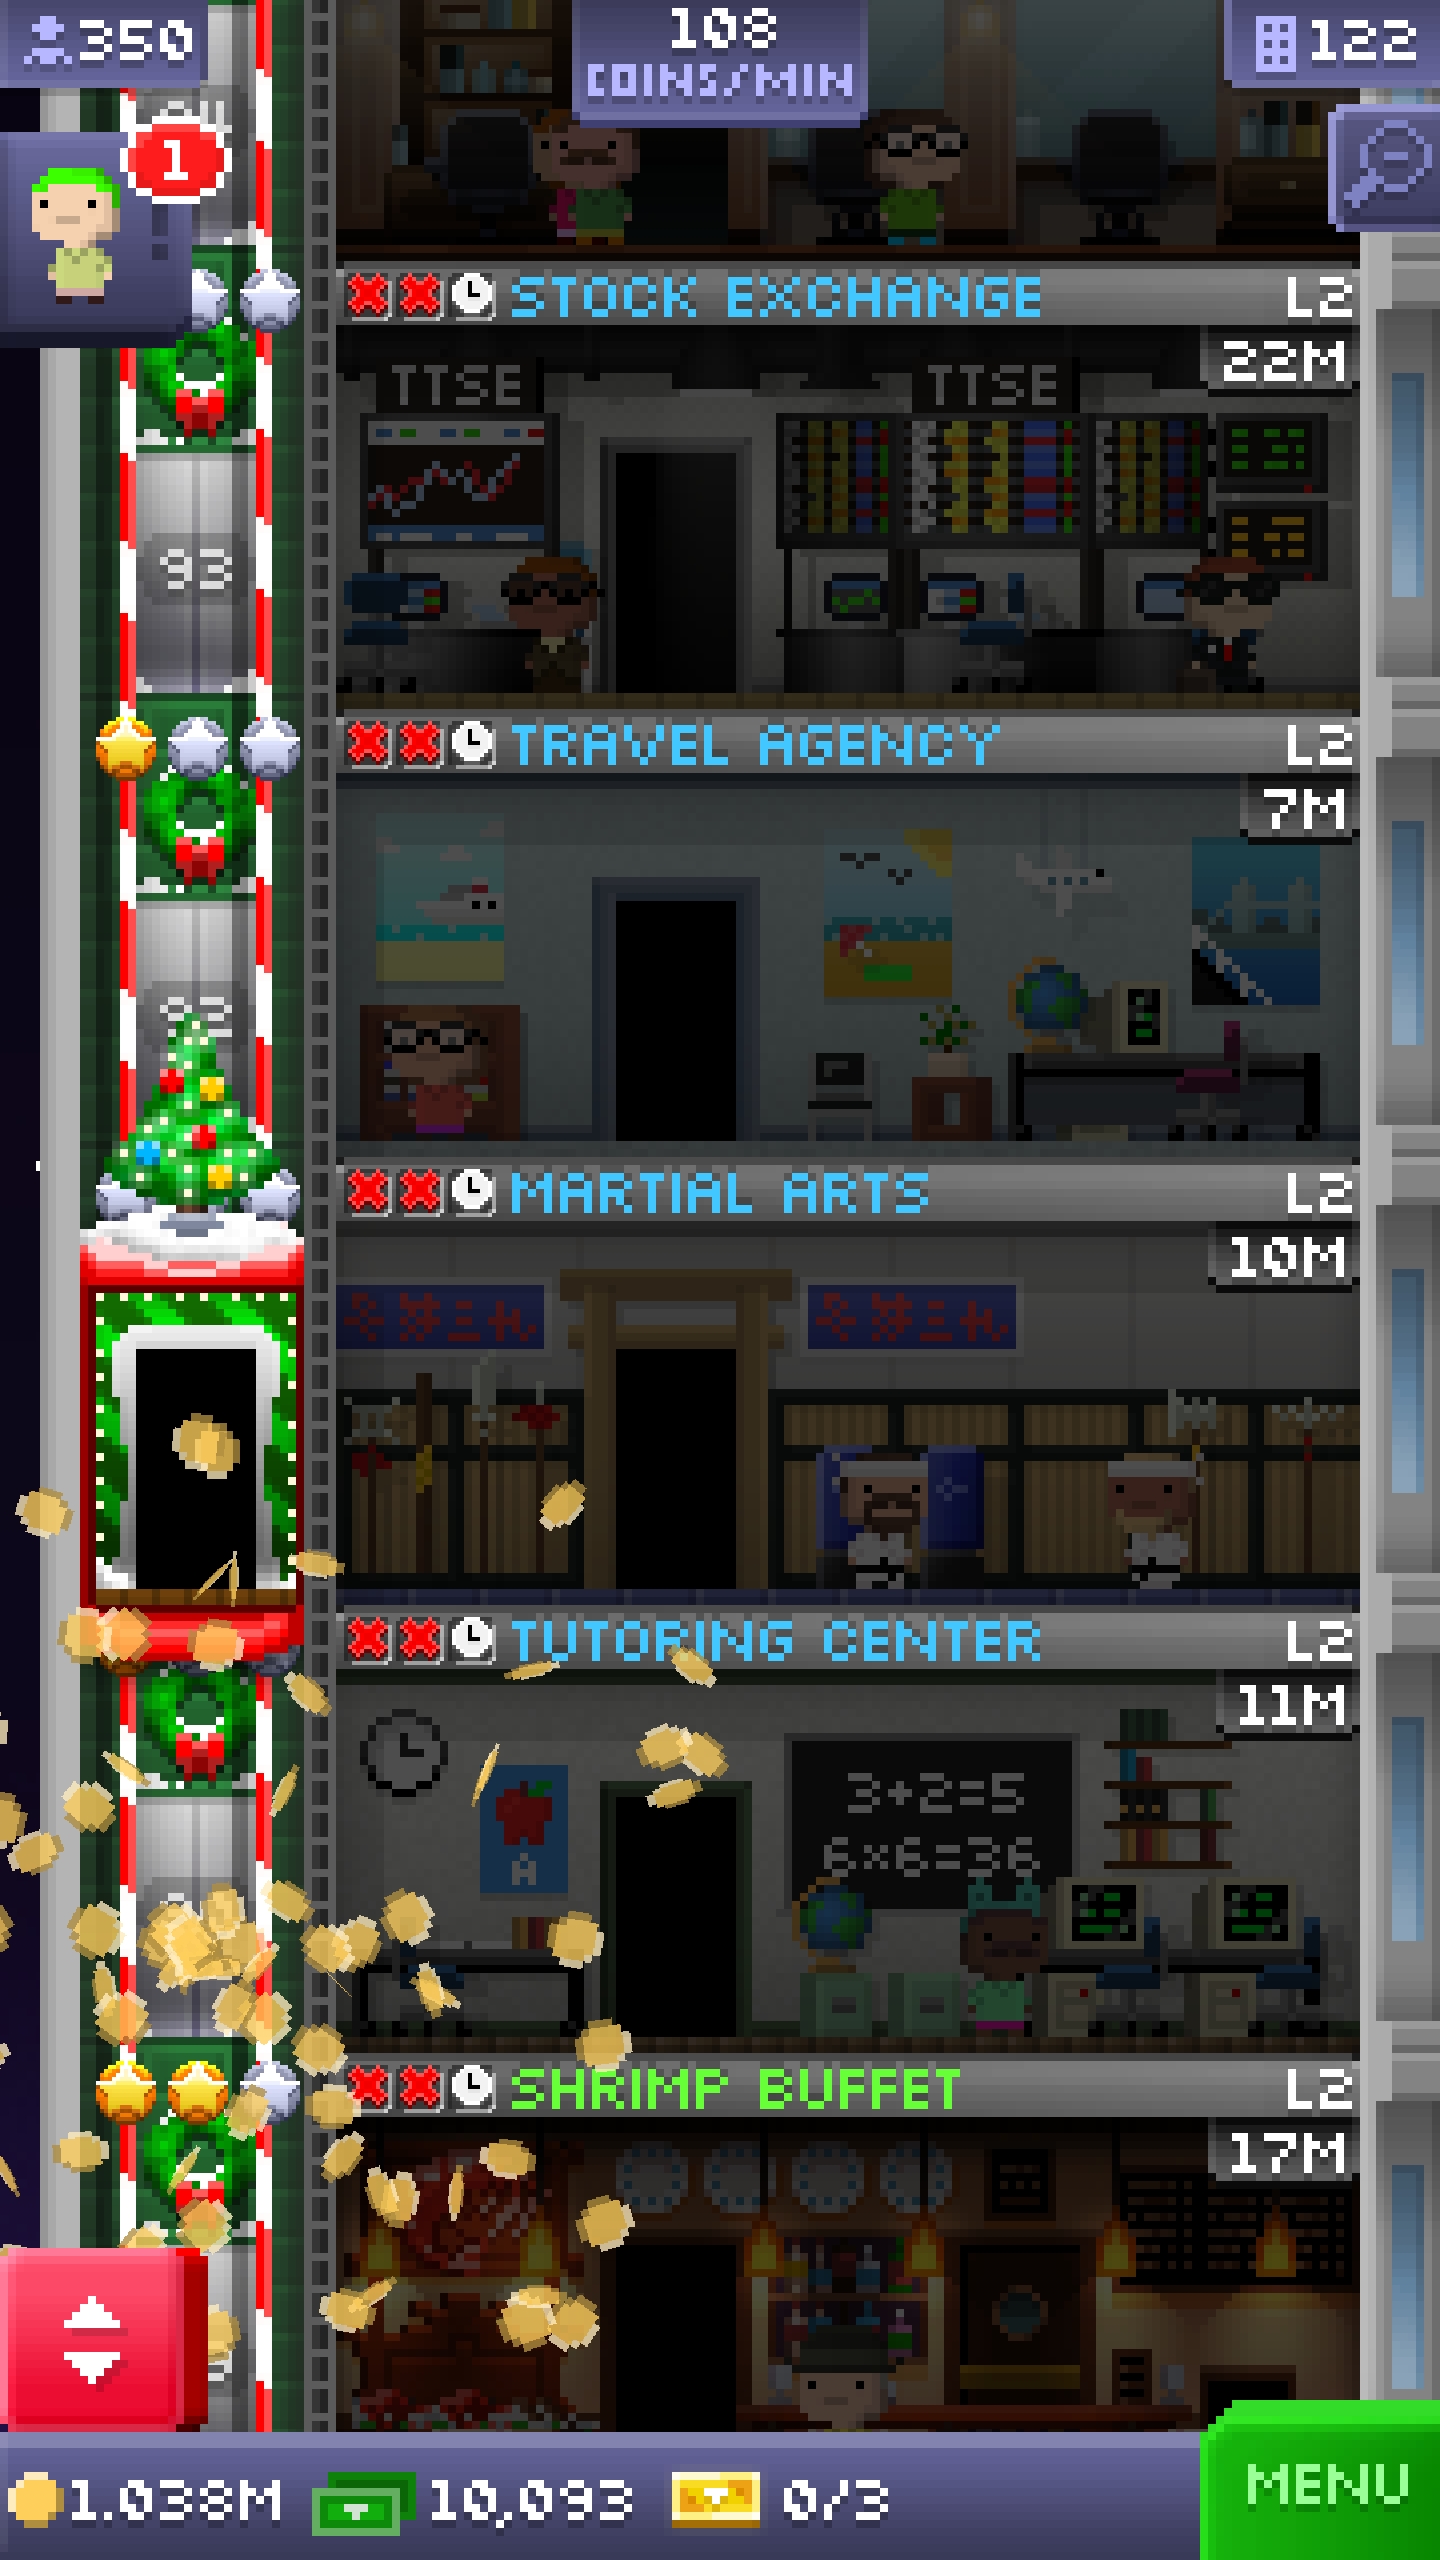 350
108
COINS/MIN
122
1
STOCK EXCHANGE L2
22M
TTSE TTSE
93
TRAVEL AGENCY L2
7M
MARTIAL ARTS L2
10M
TUTORING CENTER L2
11M
3+2=5
A
6×6=36
SHRIMP BUFFET L2
17M
1.038M 10,093 0/3
MENU